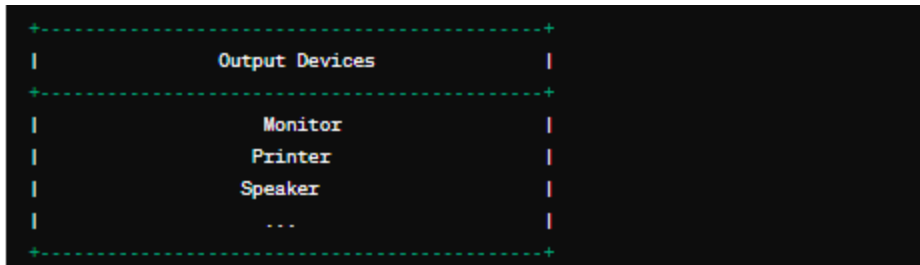 +---------------------------------------------+
|                Output Devices               |
+---------------------------------------------+
|                    Monitor                  |
|                   Printer                   |
|                  Speaker                    |
|                    ...                      |
+---------------------------------------------+